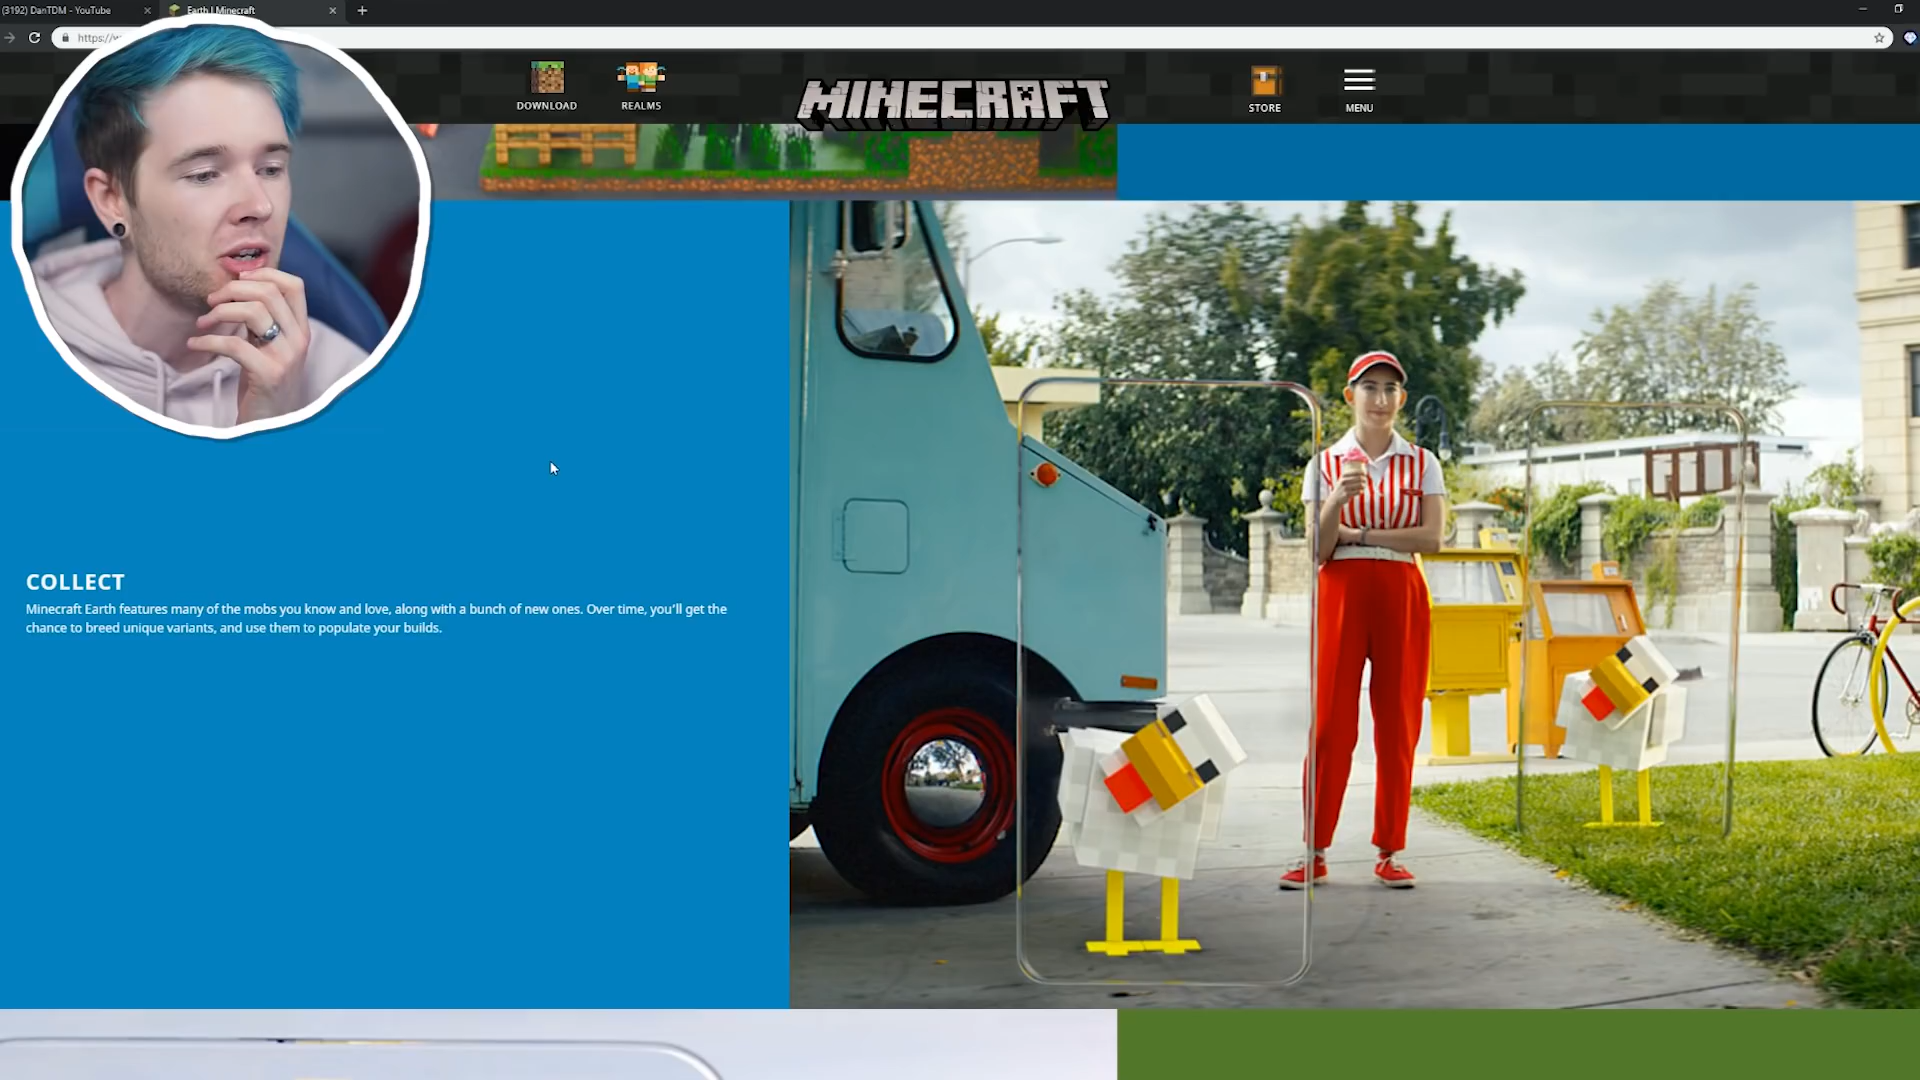 (3192) DanTDM - YouTube
Earth | Minecraft
https://w
DOWNLOAD
REALMS
MINECRAFT
STORE
MENU
COLLECT
Minecraft Earth features many of the mobs you know and love, along with a bunch of new ones. Over time, you'll get the
chance to breed unique variants, and use them to populate your builds.